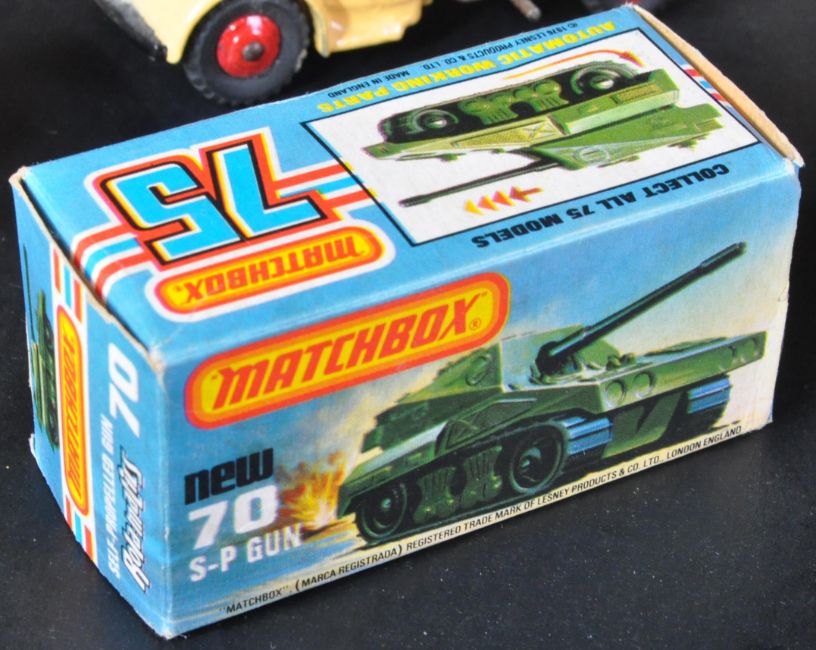 © 1976 LESNEY PRODUCTS & CO. LTD. MADE IN ENGLAND
AUTOMATIC WORKING PARTS
75
MATCHBOX
COLLECT ALL 75 MODELS
MATCHBOX®
new
70
S-P GUN
"MATCHBOX", (MARCA REGISTRADA) REGISTERED TRADE MARK OF LESNEY PRODUCTS & CO. LTD., LONDON ENGLAND
MATCHBOX
70
SELF-PROPELLED GUN
Rolamatics